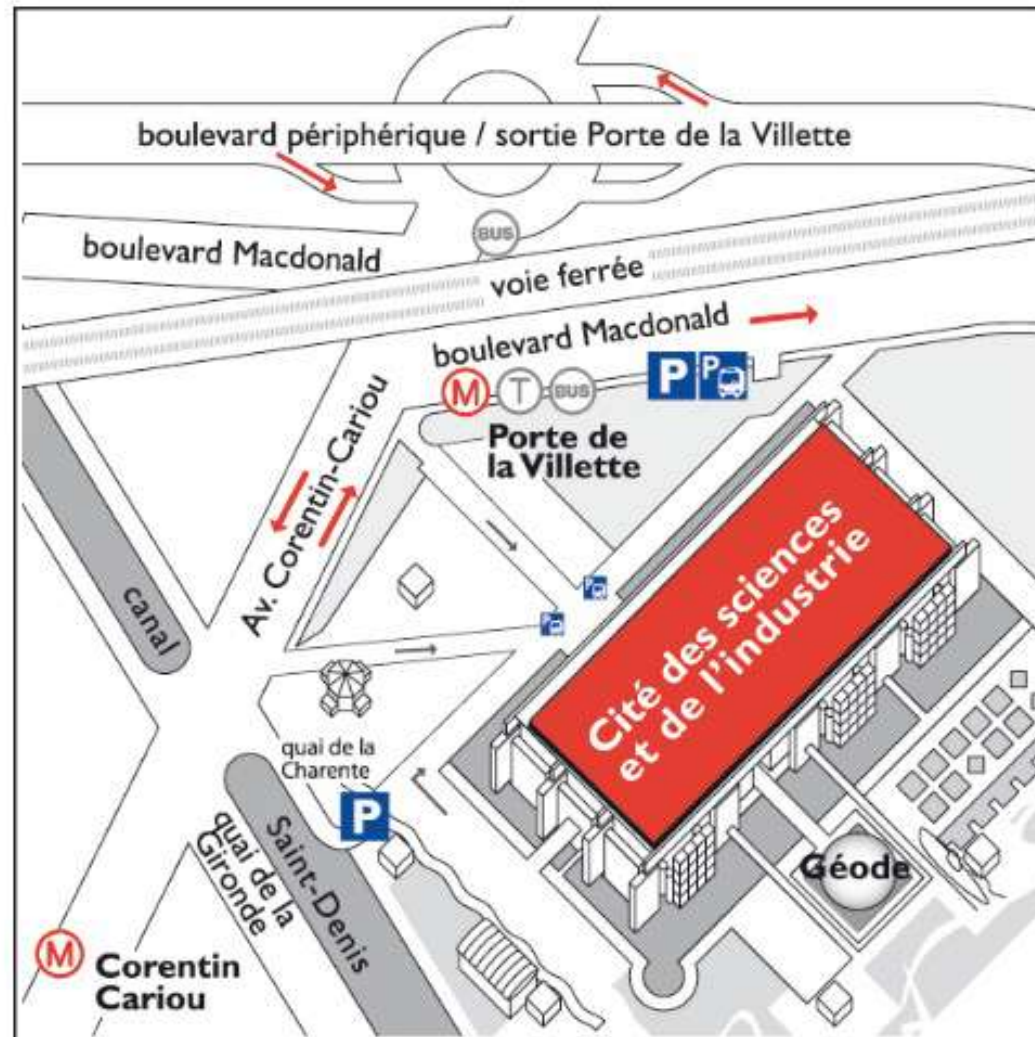 boulevard périphérique / sortie Porte de la Villette
BUS
boulevard Macdonald
voie ferrée
boulevard Macdonald
M T BUS P P
Porte de
la Villette
Av. Corentin-Cariou
canal
P
P
Cité des sciences
et de l'industrie
quai de la
Charente
P
Saint-Denis
quai de la
Gironde
Géode
M
Corentin
Cariou